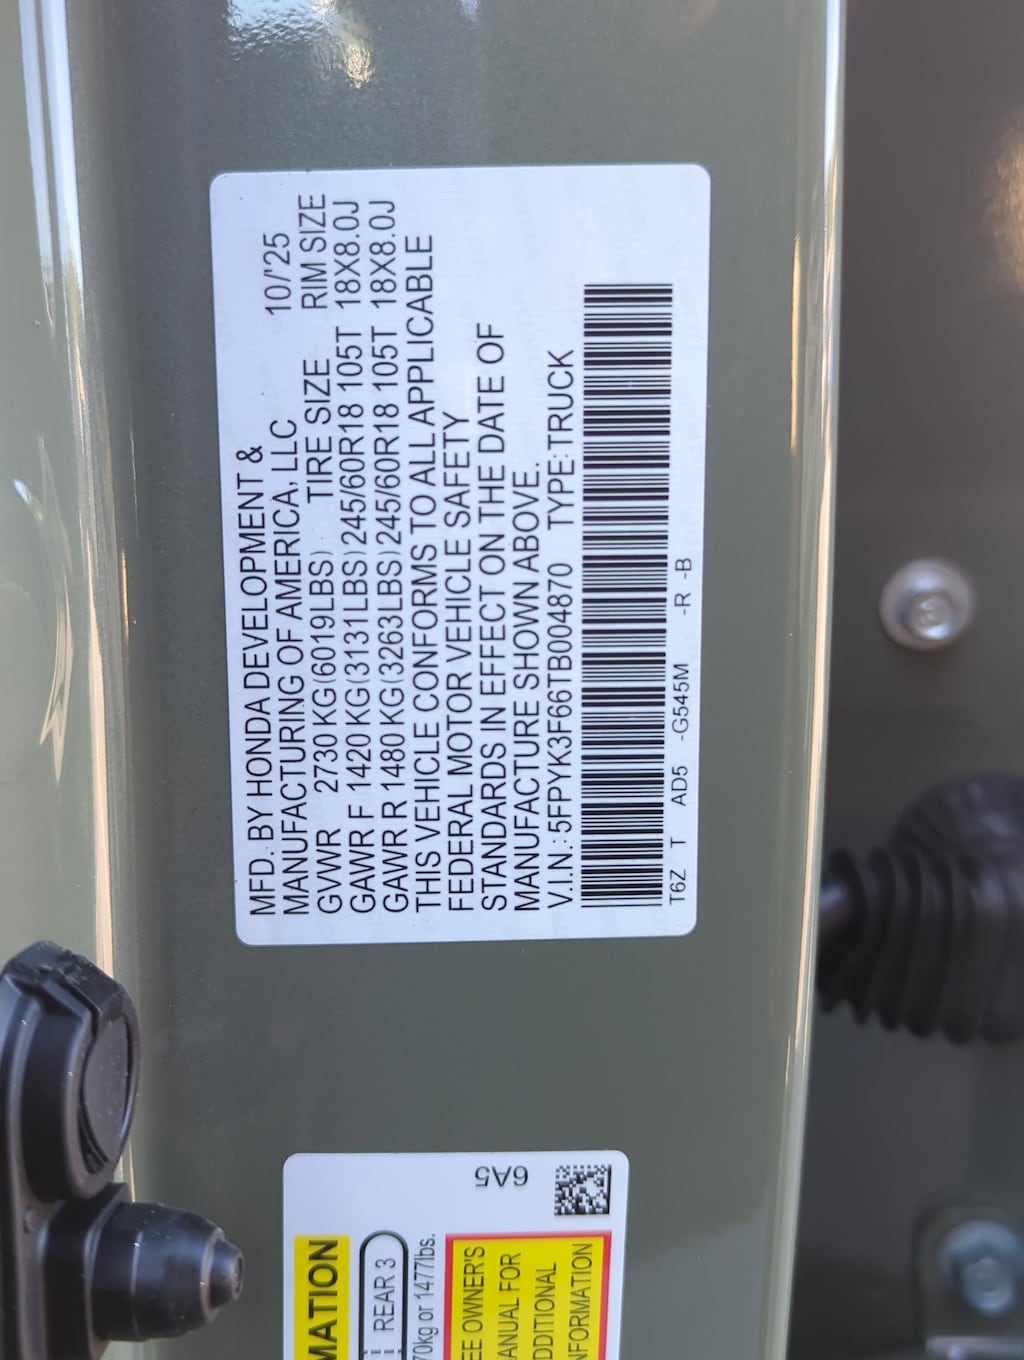 MFD. BY HONDA DEVELOPMENT &
MANUFACTURING OF AMERICA, LLC 10/'25
GVWR 2730 KG(6019LBS) TIRE SIZE RIM SIZE
GAWR F 1420 KG(3131LBS)245/60R18 105T 18X8.0J
GAWR R 1480 KG(3263LBS)245/60R18 105T 18X8.0J
THIS VEHICLE CONFORMS TO ALL APPLICABLE
FEDERAL MOTOR VEHICLE SAFETY
STANDARDS IN EFFECT ON THE DATE OF
MANUFACTURE SHOWN ABOVE.
V.I.N.: 5FPYK3F66TB004870 TYPE: TRUCK
T6Z T AD5 -G545M -R -B
6A5
MATION
REAR 3
70kg or 1477lbs.
EE OWNER'S
ANUAL FOR
DDITIONAL
NFORMATION